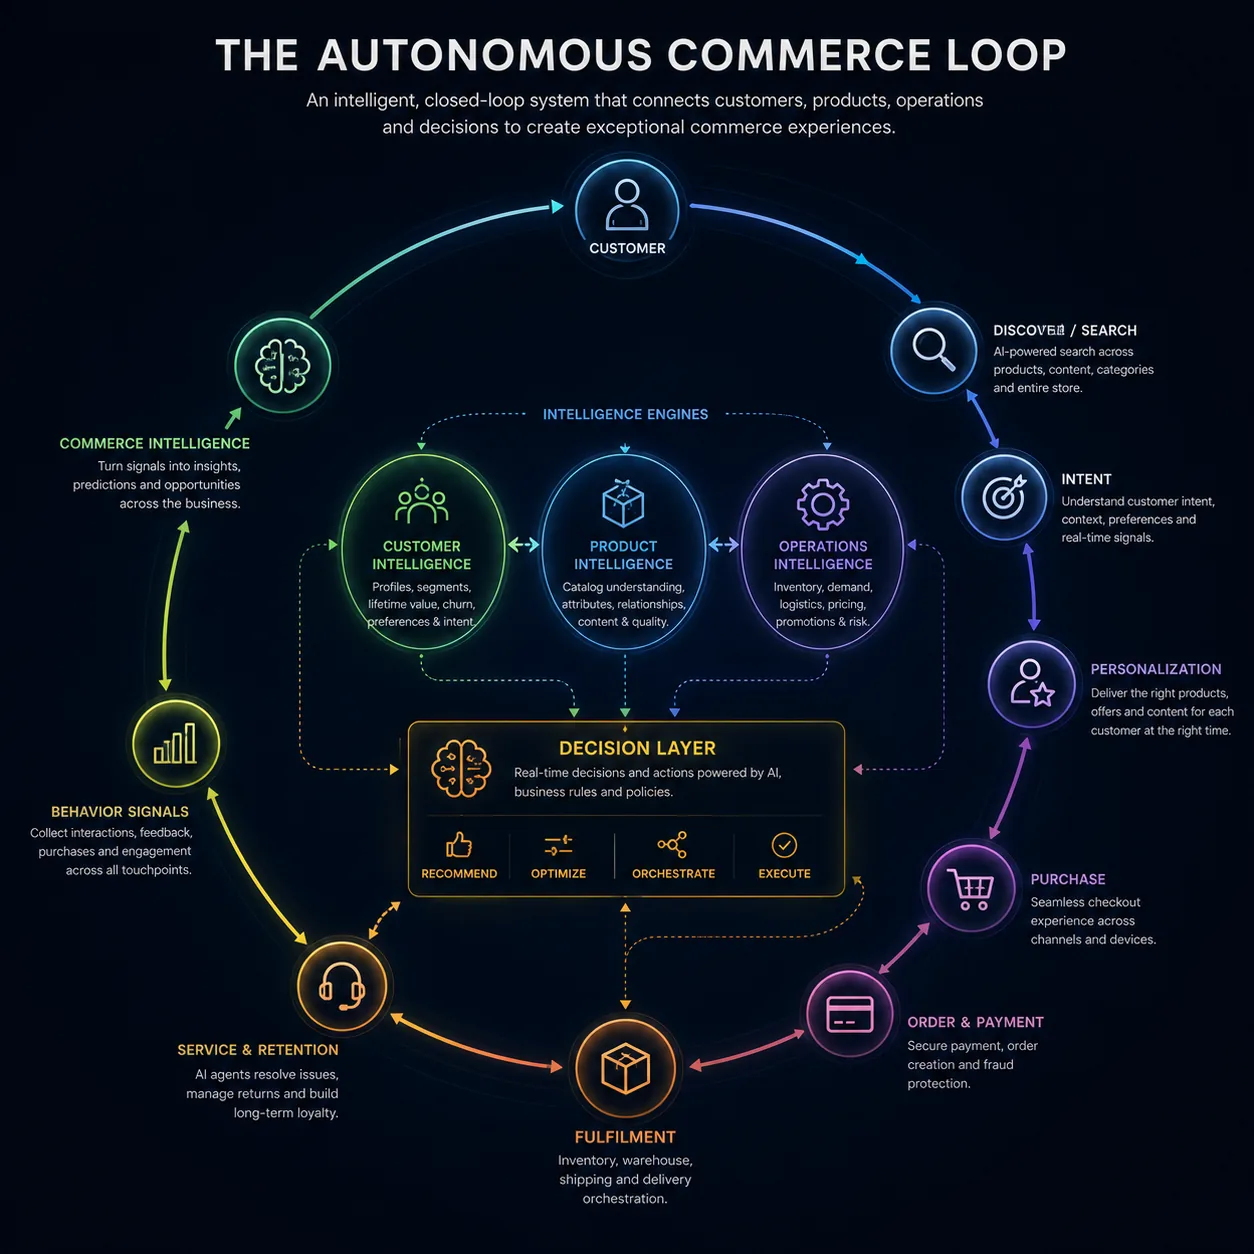 THE AUTONOMOUS COMMERCE LOOP
An intelligent, closed-loop system that connects customers, products, operations
and decisions to create exceptional commerce experiences.
CUSTOMER
/ SEARCH
AI-powered search across
products, content, categories
and entire store.
INTENT
Understand customer intent,
context, preferences and
real-time signals.
PERSONALIZATION
Deliver the right products,
offers and content for each
customer at the right time.
PURCHASE
Seamless checkout
experience across
channels and devices.
ORDER & PAYMENT
Secure payment, order
creation and fraud
protection.
FULFILMENT
Inventory, warehouse,
shipping and delivery
orchestration.
SERVICE & RETENTION
AI agents resolve issues,
manage returns and build
long-term loyalty.
BEHAVIOR SIGNALS
Collect interactions, feedback,
purchases and engagement
across all touchpoints.
COMMERCE INTELLIGENCE
Turn signals into insights,
predictions and opportunities
across the business.
INTELLIGENCE ENGINES
CUSTOMER
INTELLIGENCE
Profiles, segments,
lifetime value, churn,
preferences & intent.
PRODUCT
INTELLIGENCE
Catalog understanding,
attributes, relationships,
content & quality.
OPERATIONS
INTELLIGENCE
Inventory, demand,
logistics, pricing,
promotions & risk.
DECISION LAYER
Real-time decisions and actions powered by AI,
business rules and policies.
RECOMMEND
OPTIMIZE
ORCHESTRATE
EXECUTE